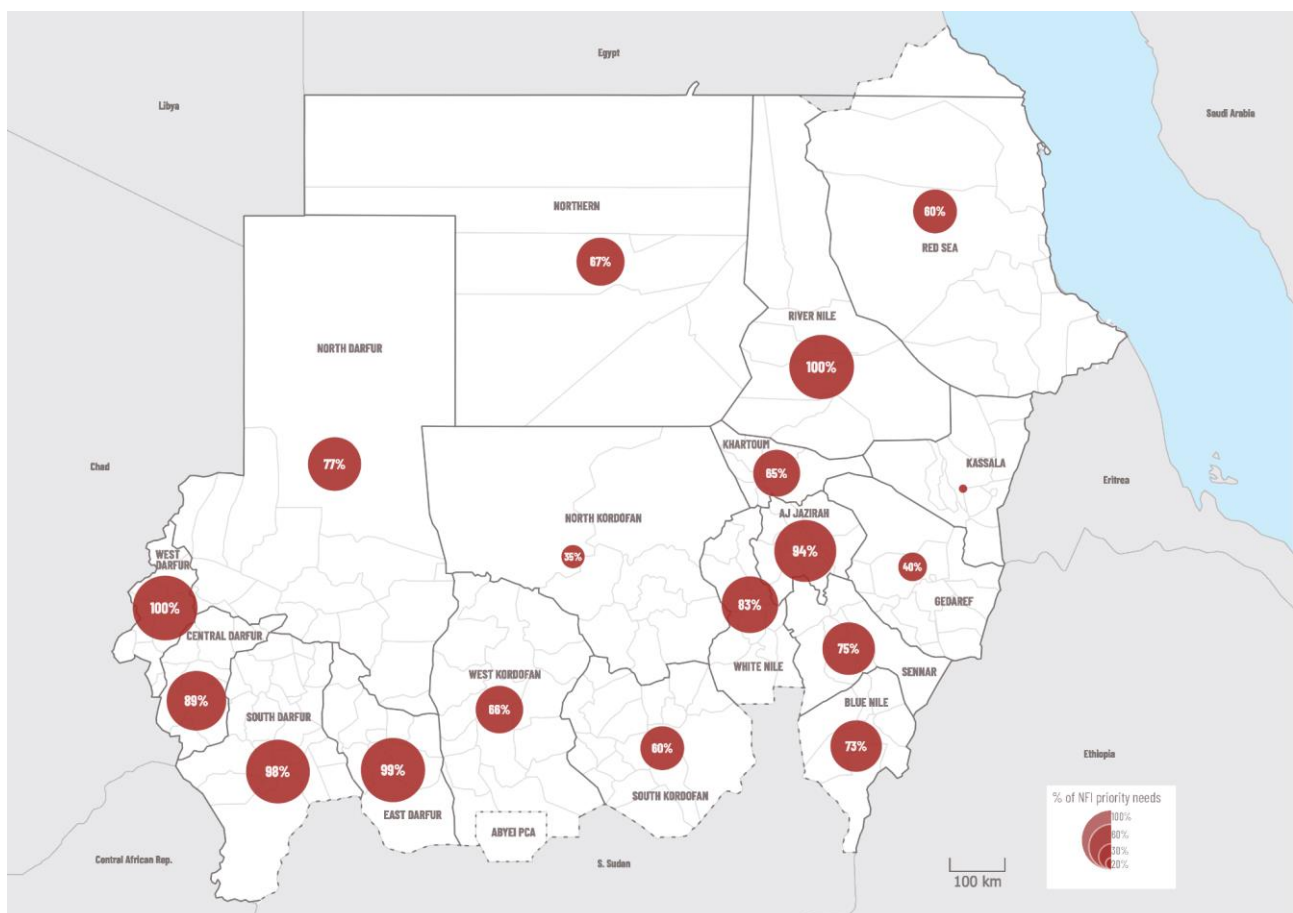 Egypt
Libya
Saudi Arabia
NORTHERN
67%
60%
RED SEA
RIVER NILE
100%
NORTH DARFUR
77%
Chad
KHARTOUM
65%
KASSALA
Eritrea
NORTH KORDOFAN
35%
AJ JAZIRAH
94%
40%
GEDAREF
WEST
DARFUR
100%
CENTRAL DARFUR
83%
WHITE NILE
75%
SENNAR
89%
SOUTH DARFUR
98%
99%
EAST DARFUR
WEST KORDOFAN
66%
60%
SOUTH KORDOFAN
BLUE NILE
73%
ABYEI PCA
Ethiopia
Central African Rep.
S. Sudan
100 km
% of NFI priority needs
100%
60%
30%
20%